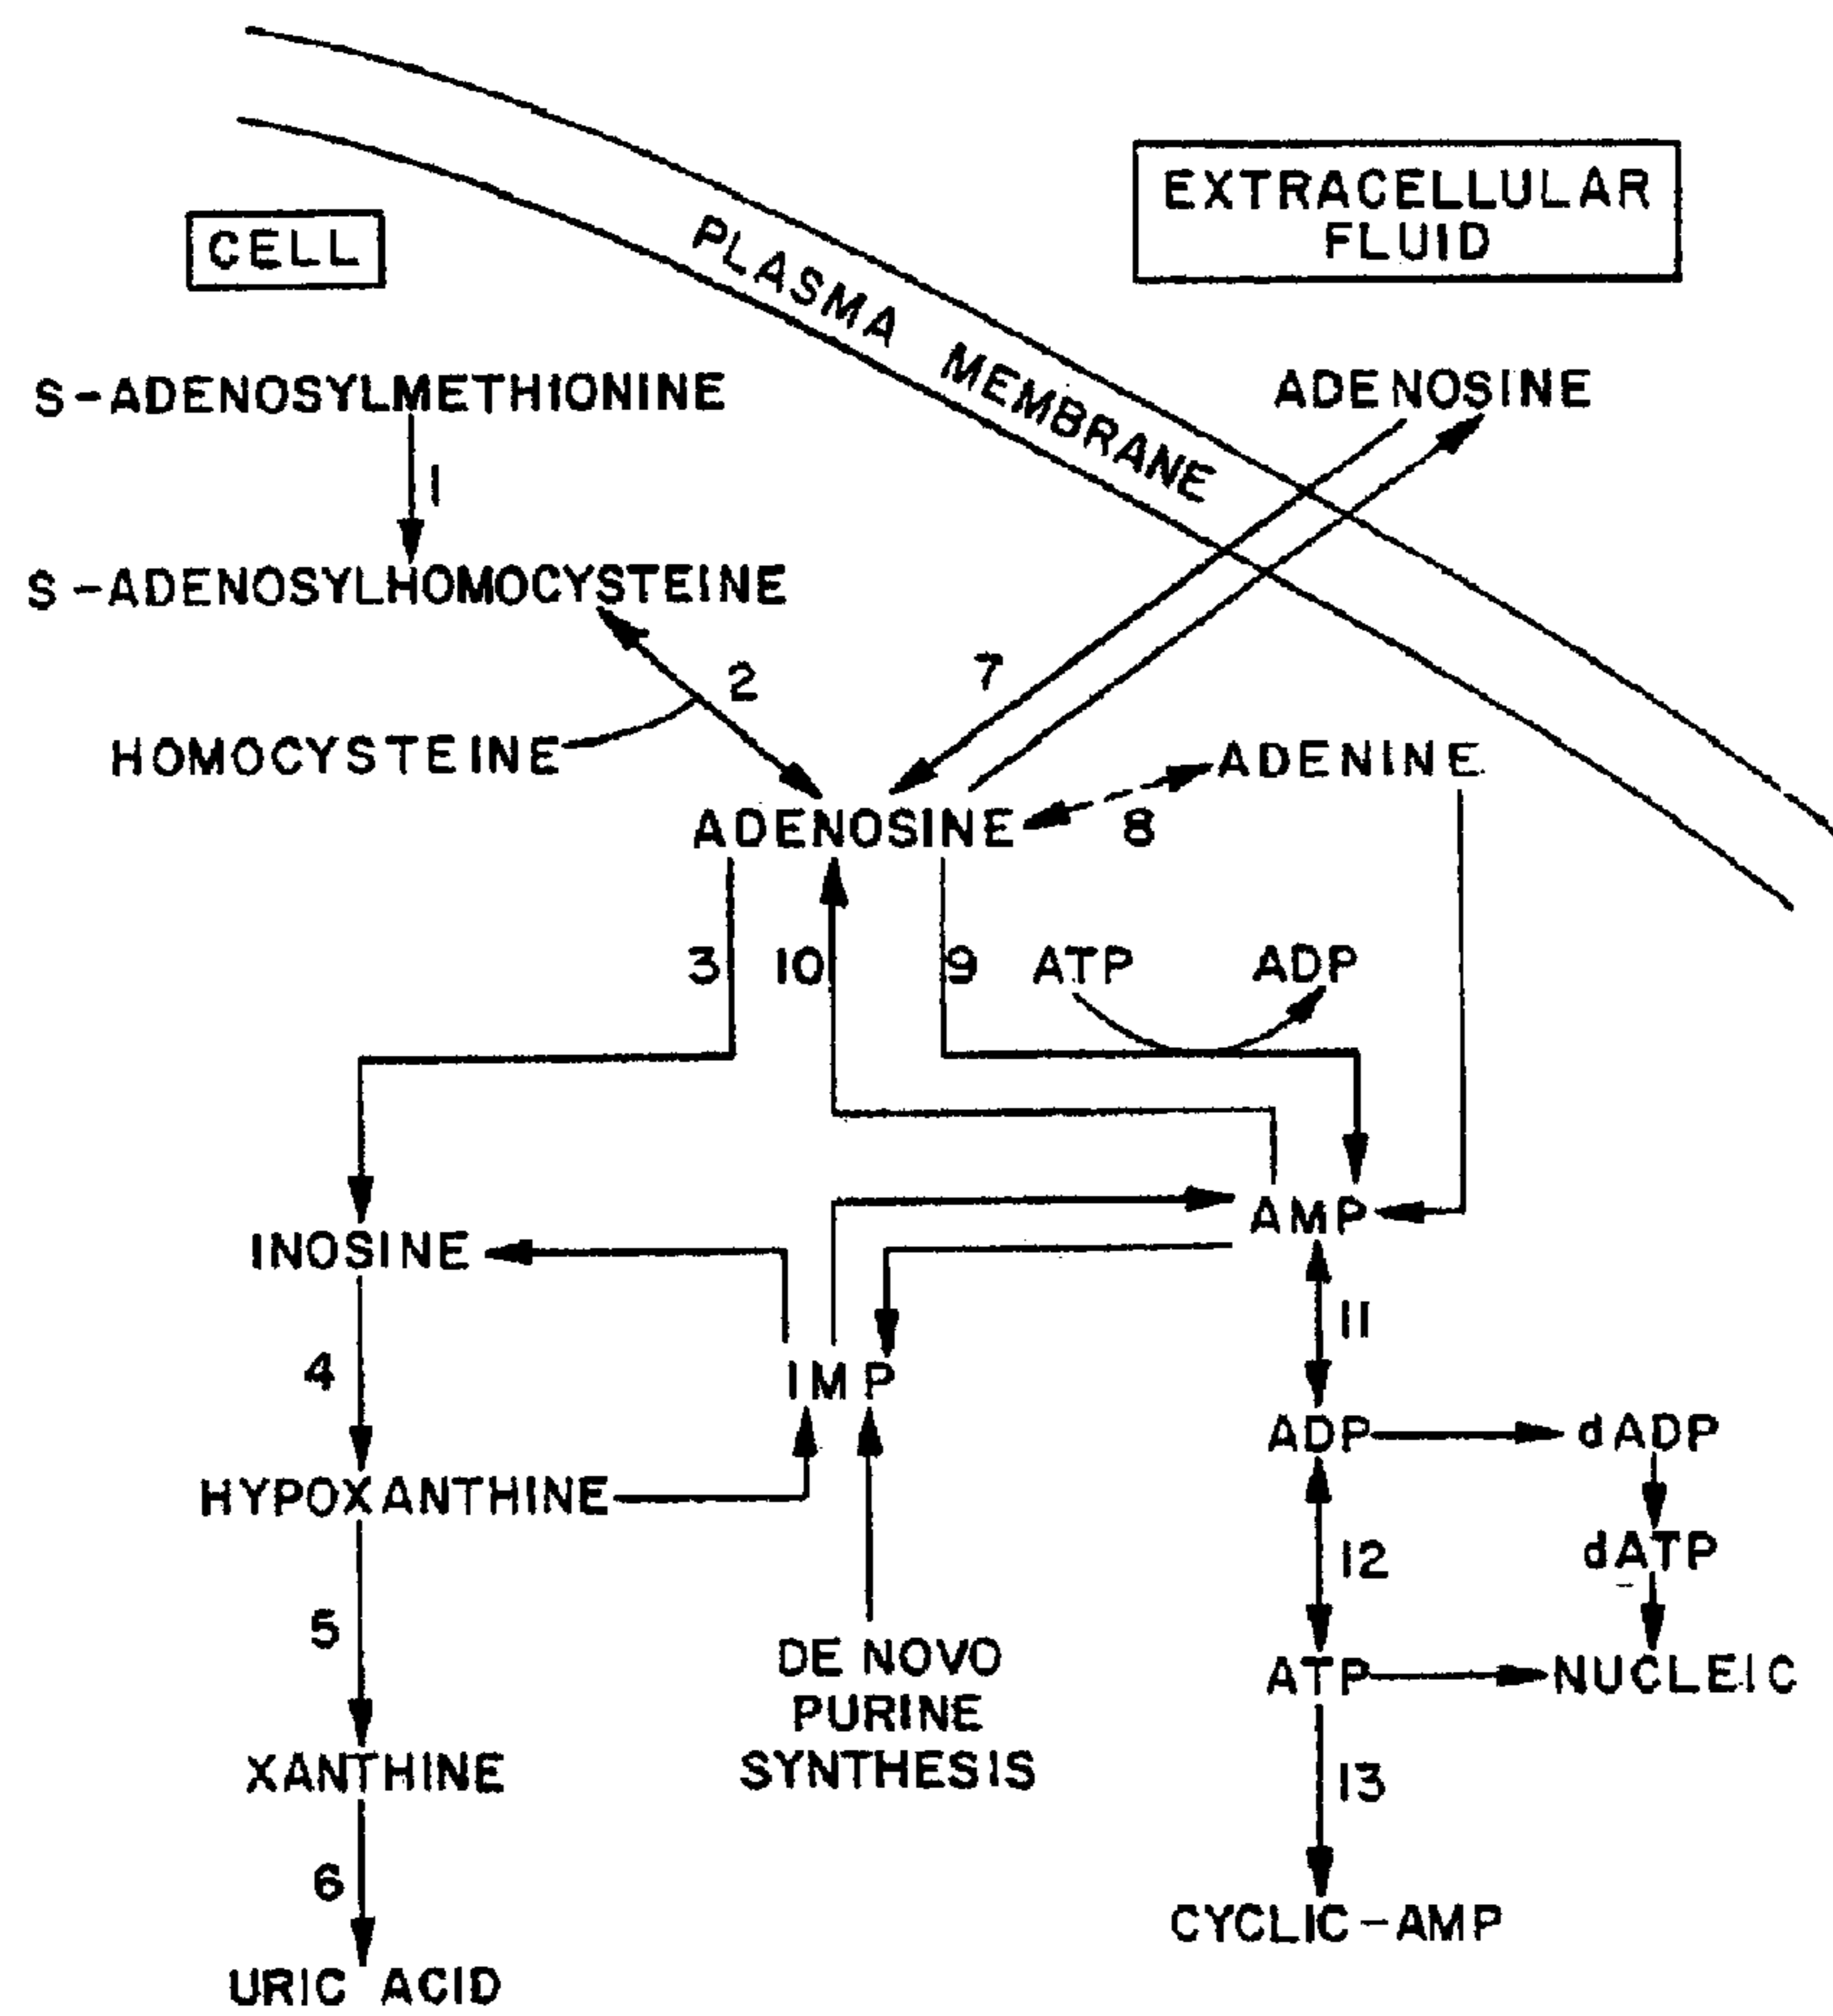 EXTRACELLULAR
FLUID
CELL
PLASMA MEMBRANE
S-ADENOSYLMETHIONINE
ADENOSINE
1
S-ADENOSYLHOMOCYSTEINE
2
7
HOMOCYSTEINE
ADENINE
ADENOSINE
8
3
10
9
ATP
ADP
AMP
INOSINE
11
4
IMP
ADP
dADP
HYPOXANTHINE
12
dATP
5
DE NOVO
PURINE
SYNTHESIS
ATP
NUCLEIC
XANTHINE
13
6
CYCLIC-AMP
URIC ACID